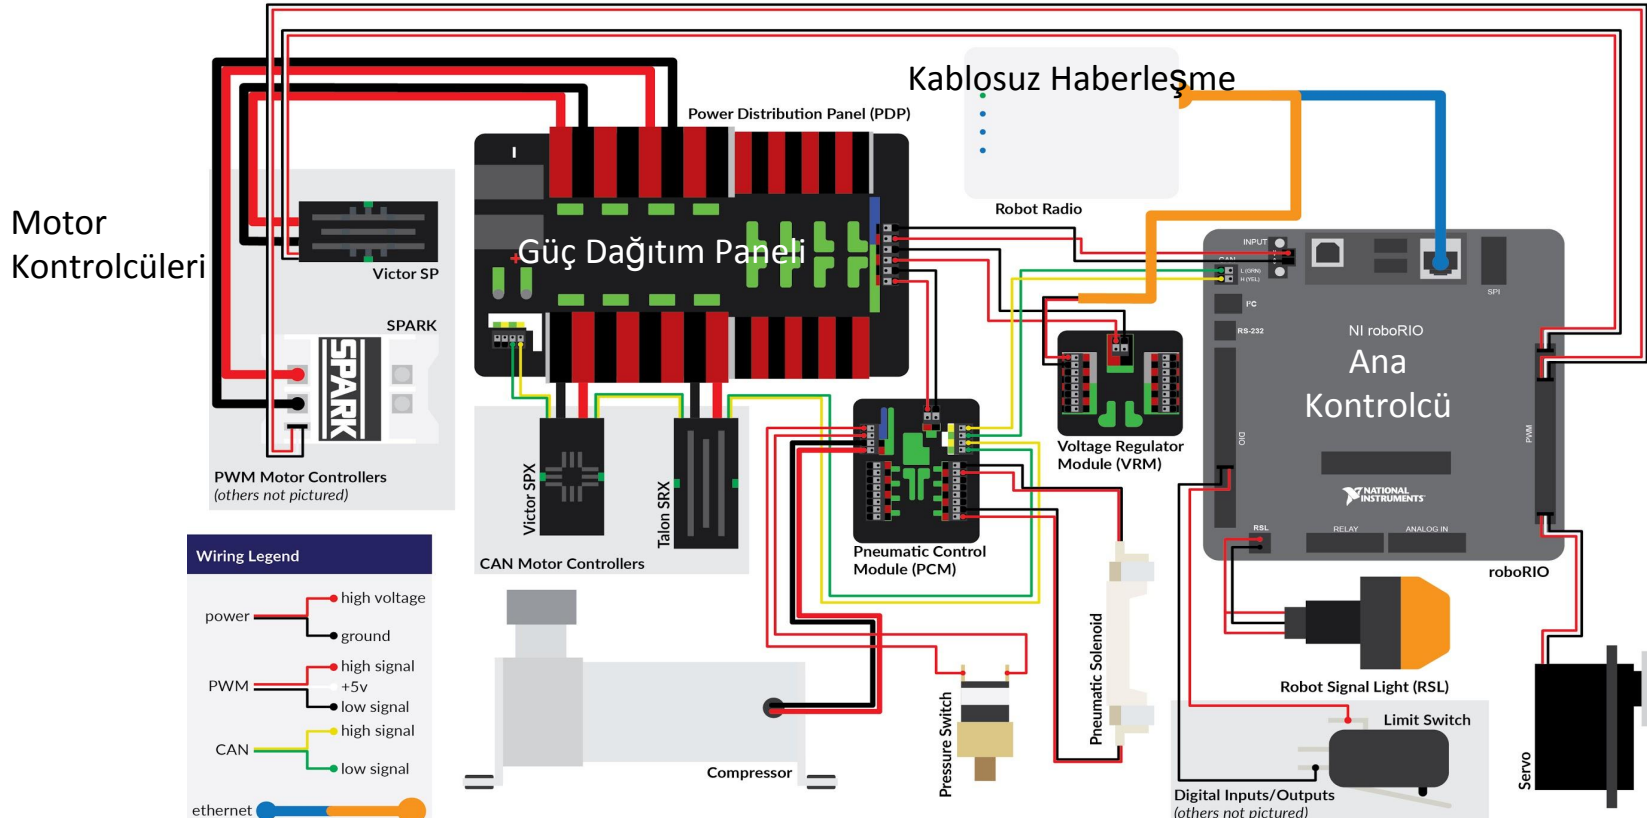 Kablosuz Haberleşme
Power Distribution Panel (PDP)
Robot Radio
Motor
Kontrolcüleri
Güç Dağıtım Paneli
Victor SP
SPARK
SPARK
PWM Motor Controllers
(others not pictured)
INPUT
CAN
L (GRN)
H (YEL)
I²C
RS-232
SPI
NI roboRIO
Ana
Kontrolcü
DIO
PWM
NATIONAL
INSTRUMENTS
RSL
RELAY
ANALOG IN
roboRIO
Voltage Regulator
Module (VRM)
Victor SPX
Talon SRX
CAN Motor Controllers
Pneumatic Control
Module (PCM)
Wiring Legend
power
high voltage
ground
PWM
high signal
+5v
low signal
CAN
high signal
low signal
ethernet
Compressor
Pressure Switch
Pneumatic Solenoid
Robot Signal Light (RSL)
Limit Switch
Digital Inputs/Outputs
(others not pictured)
Servo